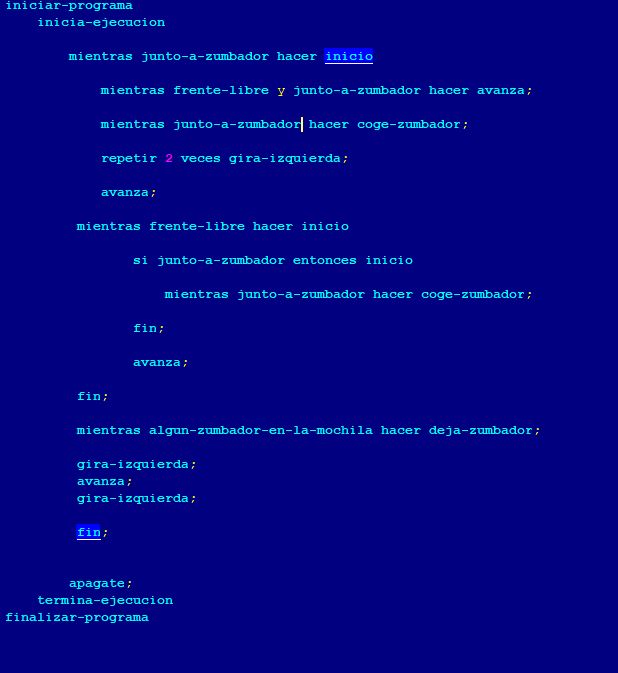 iniciar-programa
inicia-ejecucion
mientras junto-a-zumbador hacer inicio
mientras frente-libre y junto-a-zumbador hacer avanza;
mientras junto-a-zumbador hacer coge-zumbador;
repetir 2 veces gira-izquierda;
avanza;
mientras frente-libre hacer inicio
si junto-a-zumbador entonces inicio
mientras junto-a-zumbador hacer coge-zumbador;
fin;
avanza;
fin;
mientras algun-zumbador-en-la-mochila hacer deja-zumbador;
gira-izquierda;
avanza;
gira-izquierda;
fin;
apagate;
termina-ejecucion
finalizar-programa